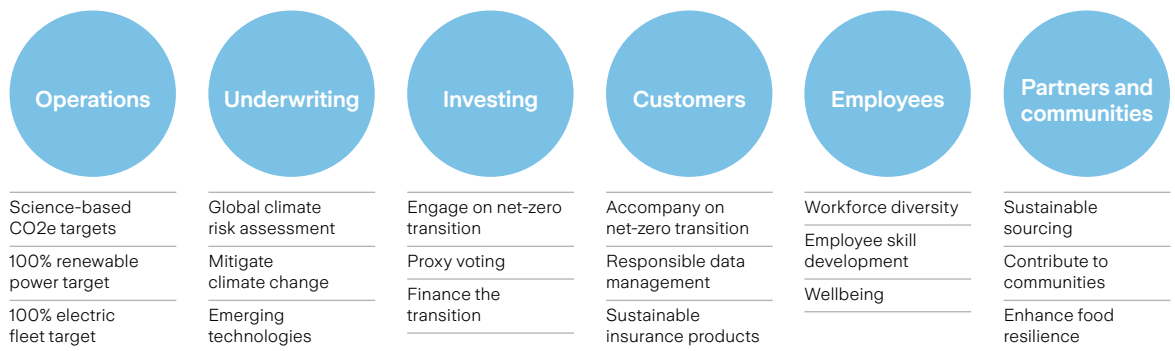 Operations
Science-based
CO2e targets
100% renewable
power target
100% electric
fleet target
Underwriting
Global climate
risk assessment
Mitigate
climate change
Emerging
technologies
Investing
Engage on net-zero
transition
Proxy voting
Finance the
transition
Customers
Accompany on
net-zero transition
Responsible data
management
Sustainable
insurance products
Employees
Workforce diversity
Employee skill
development
Wellbeing
Partners and
communities
Sustainable
sourcing
Contribute to
communities
Enhance food
resilience